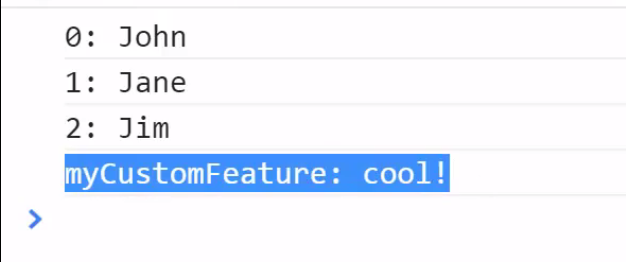 0: John
1: Jane
2: Jim
myCustomFeature: cool!
>